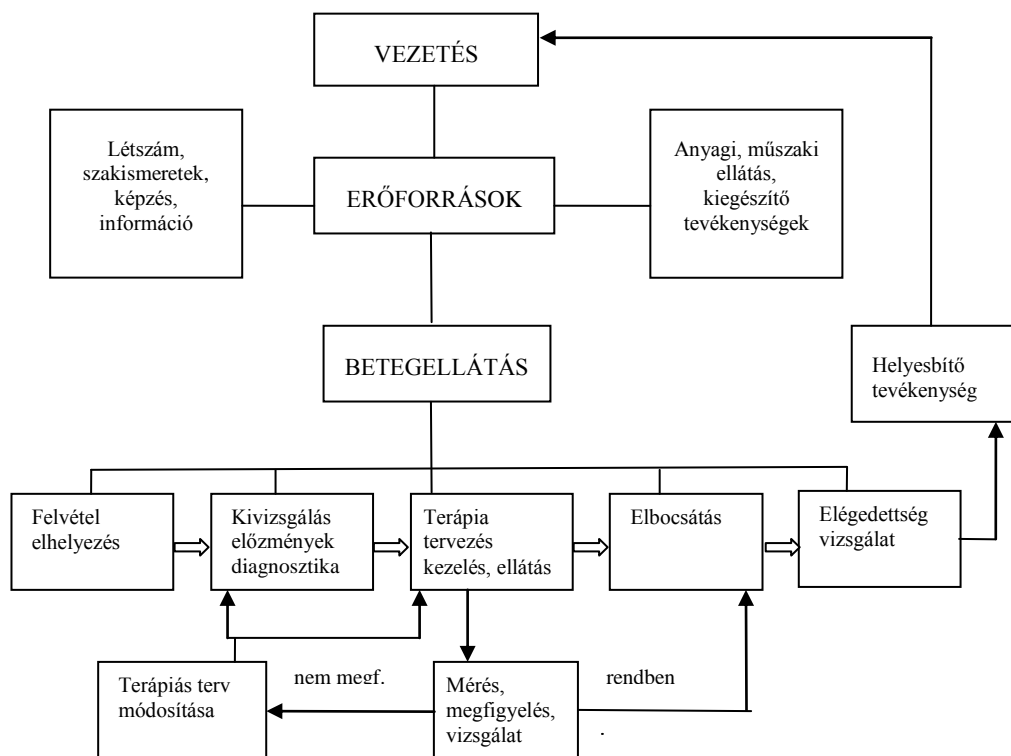 VEZETÉS
Létszám,
szakismeretek,
képzés,
információ
ERŐFORRÁSOK
Anyagi, műszaki
ellátás,
kiegészítő
tevékenységek
BETEGELLÁTÁS
Helyesbítő
tevékenység
Felvétel
elhelyezés
Kivizsgálás
előzmények
diagnosztika
Terápia
tervezés
kezelés, ellátás
Elbocsátás
Elégedettség
vizsgálat
Terápiás terv
módosítása
nem megf.
Mérés,
megfigyelés,
vizsgálat
rendben
.